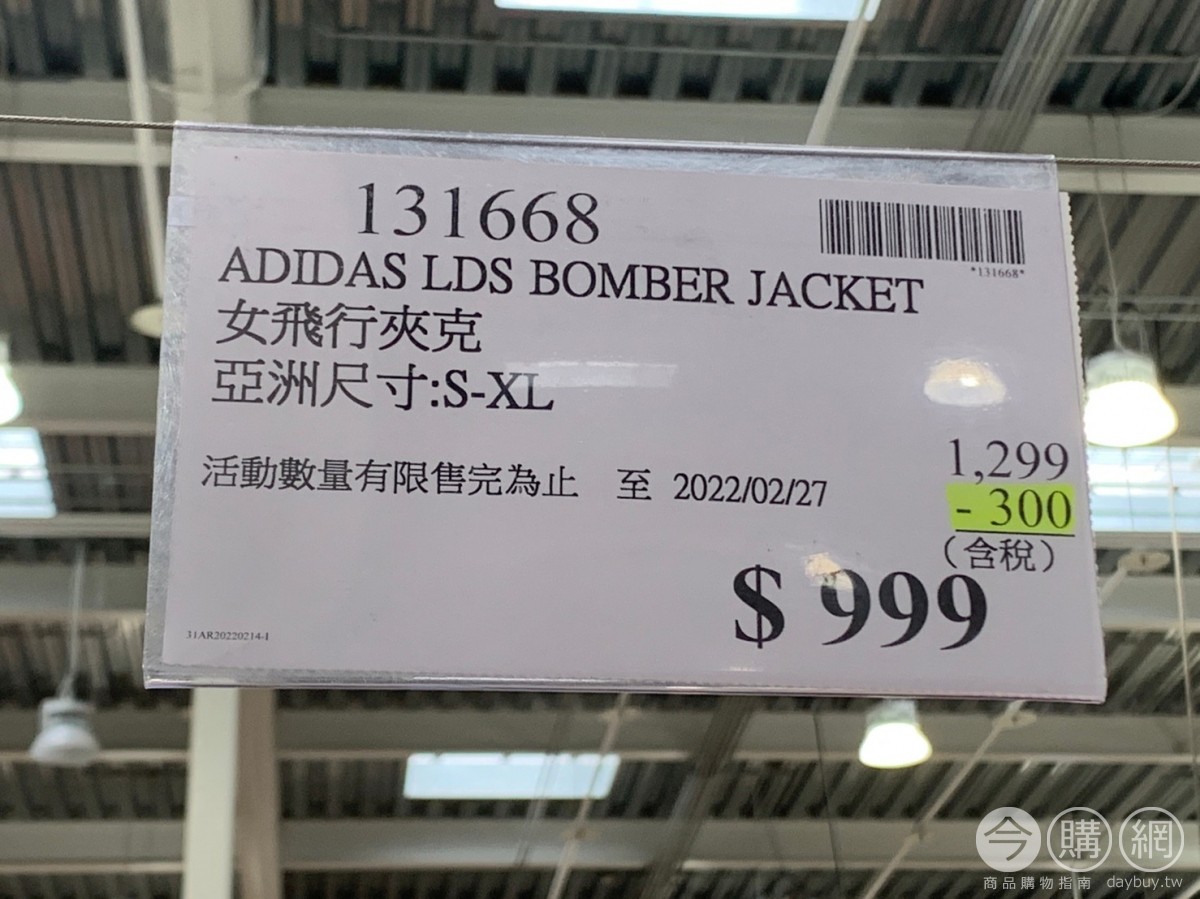 131668
*131668*
ADIDAS LDS BOMBER JACKET
女飛行夾克
亞洲尺寸:S-XL
1,299
活動數量有限售完為止 至 2022/02/27
- 300
(含稅)
$ 999
31AR20220214-1
今購網
商品購物指南 daybuy.tw